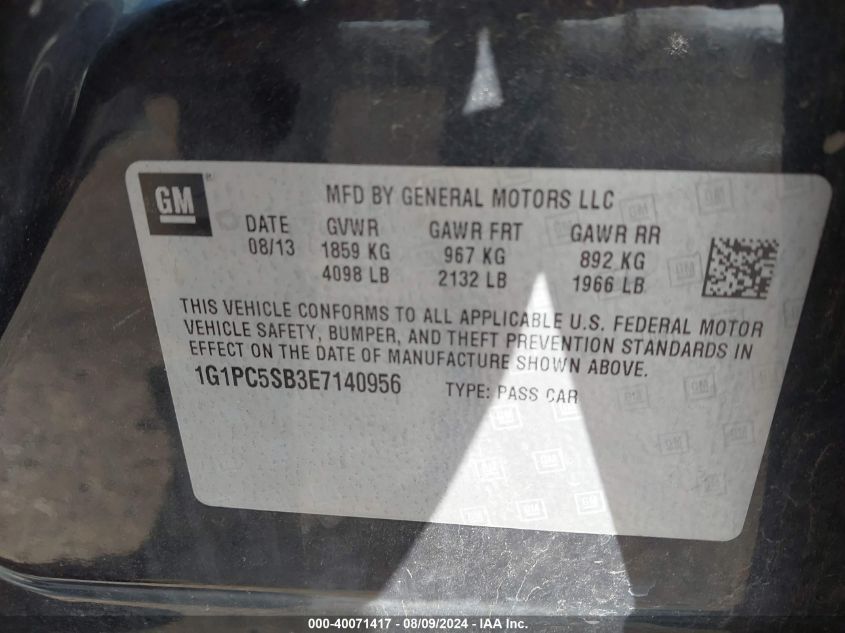 GM
MFD BY GENERAL MOTORS LLC
DATE GVWR GAWR FRT GAWR RR
08/13 1859 KG 967 KG 892 KG
4098 LB 2132 LB 1966 LB
THIS VEHICLE CONFORMS TO ALL APPLICABLE U.S. FEDERAL MOTOR
VEHICLE SAFETY, BUMPER, AND THEFT PREVENTION STANDARDS IN
EFFECT ON THE DATE OF MANUFACTURE SHOWN ABOVE.
1G1PC5SB3E7140956 TYPE: PASS CAR
000-40071417 - 08/09/2024 - IAA Inc.